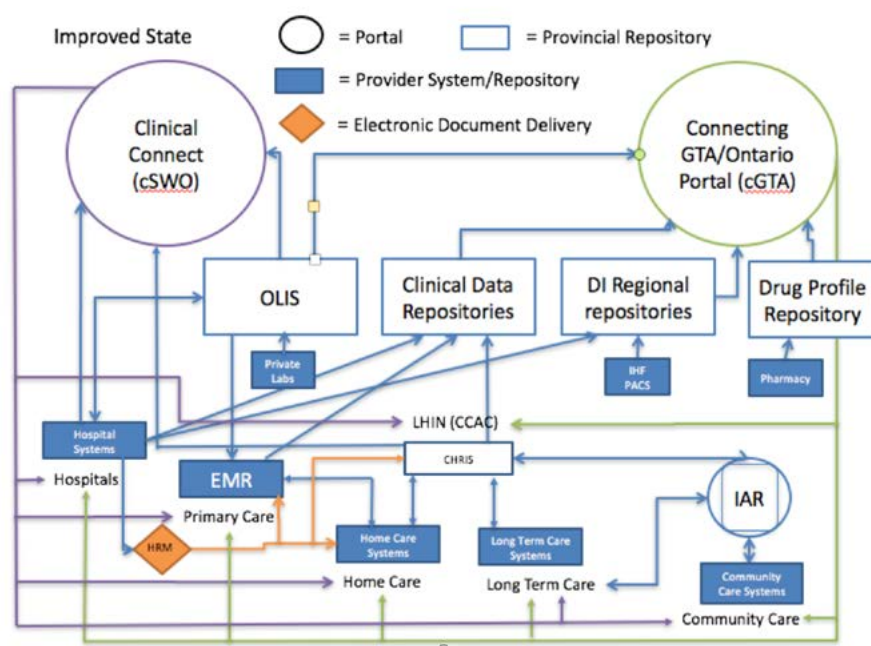 Improved State
= Portal
= Provincial Repository
= Provider System/Repository
= Electronic Document Delivery
Clinical
Connect
(cSWO)
Connecting
GTA/Ontario
Portal (cGTA)
OLIS
Clinical Data
Repositories
DI Regional
repositories
Drug Profile
Repository
Private
Labs
IHF
PACS
Pharmacy
LHIN (CCAC)
Hospital
Systems
Hospitals
EMR
Primary Care
CHRIS
IAR
HRM
Home Care
Systems
Home Care
Long Term Care
Systems
Long Term Care
Community
Care Systems
Community Care